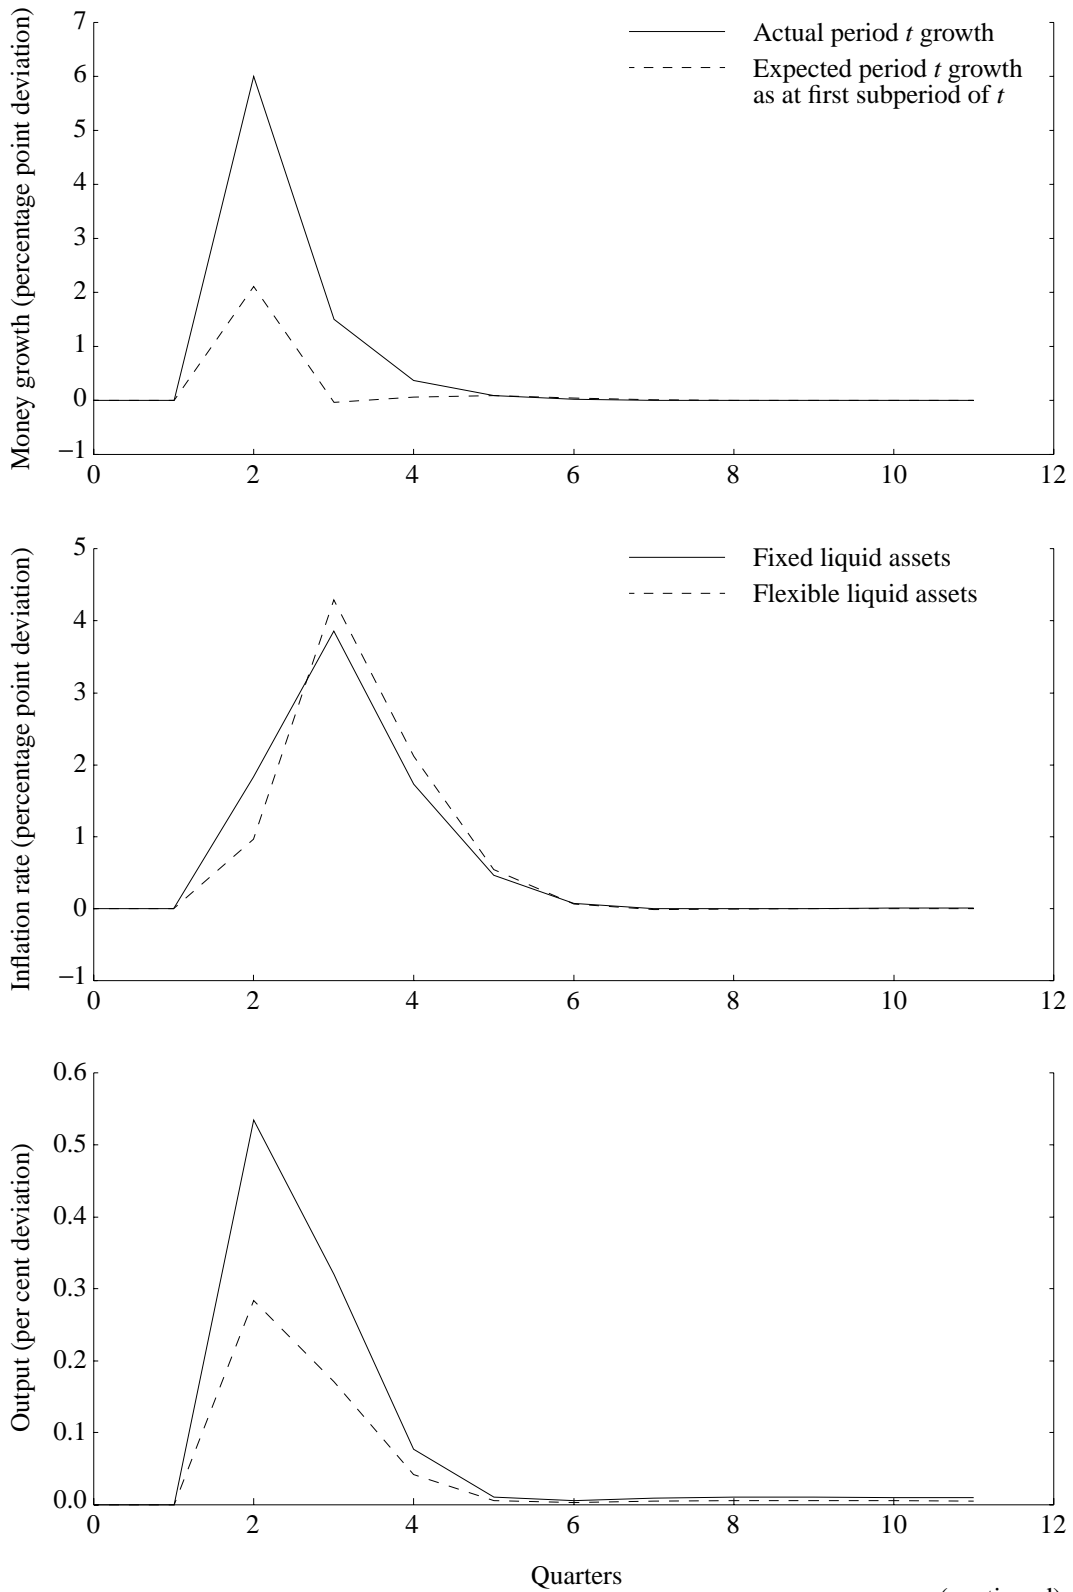 Money growth (percentage point deviation)
7
6
5
4
3
2
1
0
−1
0 2 4 6 8 10 12
Actual period t growth
Expected period t growth
as at first subperiod of t
Inflation rate (percentage point deviation)
5
4
3
2
1
0
−1
0 2 4 6 8 10 12
Fixed liquid assets
Flexible liquid assets
Output (per cent deviation)
0.6
0.5
0.4
0.3
0.2
0.1
0.0
0 2 4 6 8 10 12
Quarters